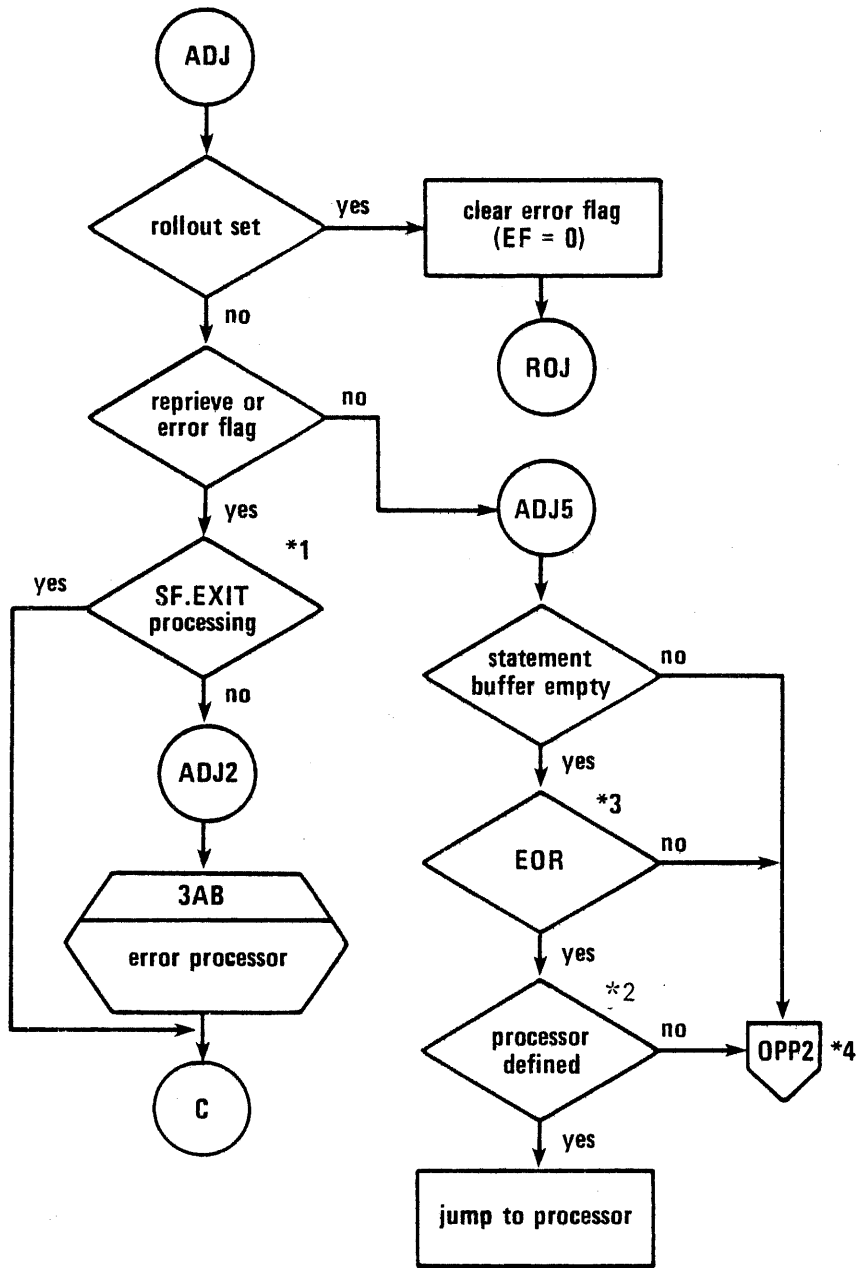 ADJ
rollout set
yes
clear error flag
(EF = 0)
no
ROJ
reprieve or
error flag
no
yes
ADJ5
*1
yes
SF.EXIT
processing
no
statement
buffer empty
no
yes
ADJ2
*3
EOR
no
3AB
error processor
yes
*2
processor
defined
no
OPP2
*4
C
yes
jump to processor